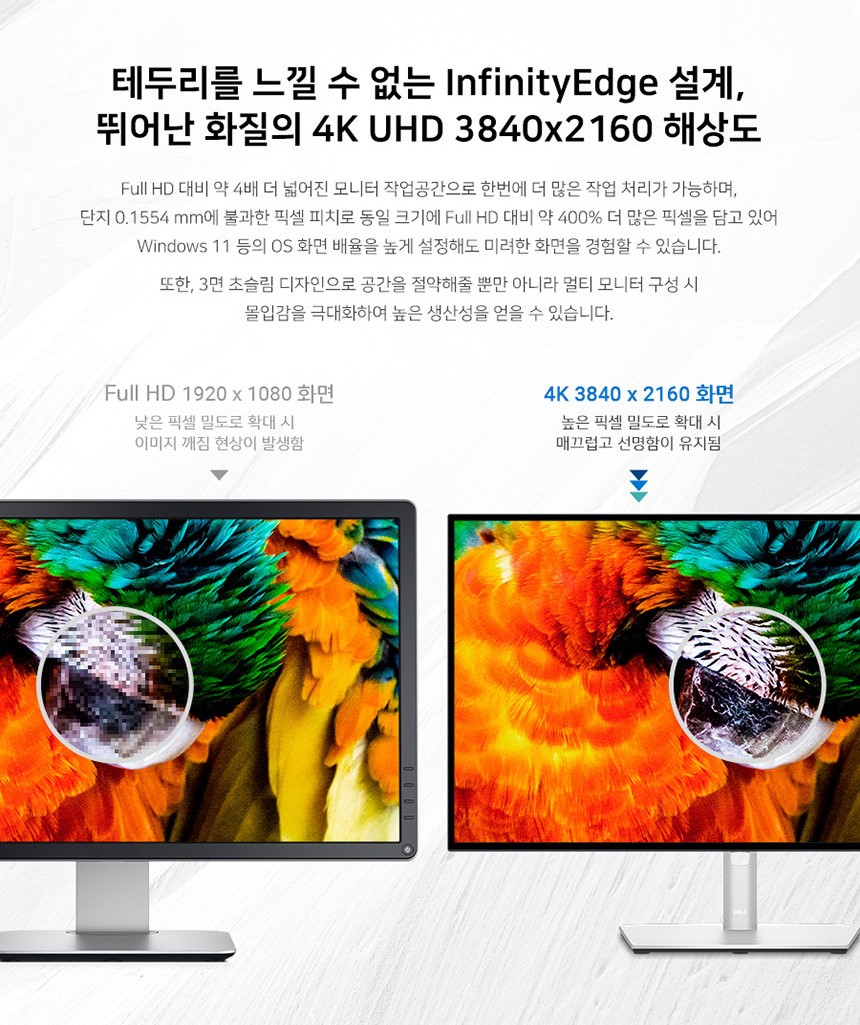 테두리를 느낄 수 없는 InfinityEdge 설계,
뛰어난 화질의 4K UHD 3840x2160 해상도
Full HD 대비 약 4배 더 넓어진 모니터 작업공간으로 한번에 더 많은 작업 처리가 가능하며,
단지 0.1554 mm에 불과한 픽셀 피치로 동일 크기에 Full HD 대비 약 400% 더 많은 픽셀을 담고 있어
Windows 11 등의 OS 화면 배율을 높게 설정해도 미려한 화면을 경험할 수 있습니다.
또한, 3면 초슬림 디자인으로 공간을 절약해줄 뿐만 아니라 멀티 모니터 구성 시
몰입감을 극대화하여 높은 생산성을 얻을 수 있습니다.
Full HD 1920 x 1080 화면
낮은 픽셀 밀도로 확대 시
이미지 깨짐 현상이 발생함
4K 3840 x 2160 화면
높은 픽셀 밀도로 확대 시
매끄럽고 선명함이 유지됨
DELL